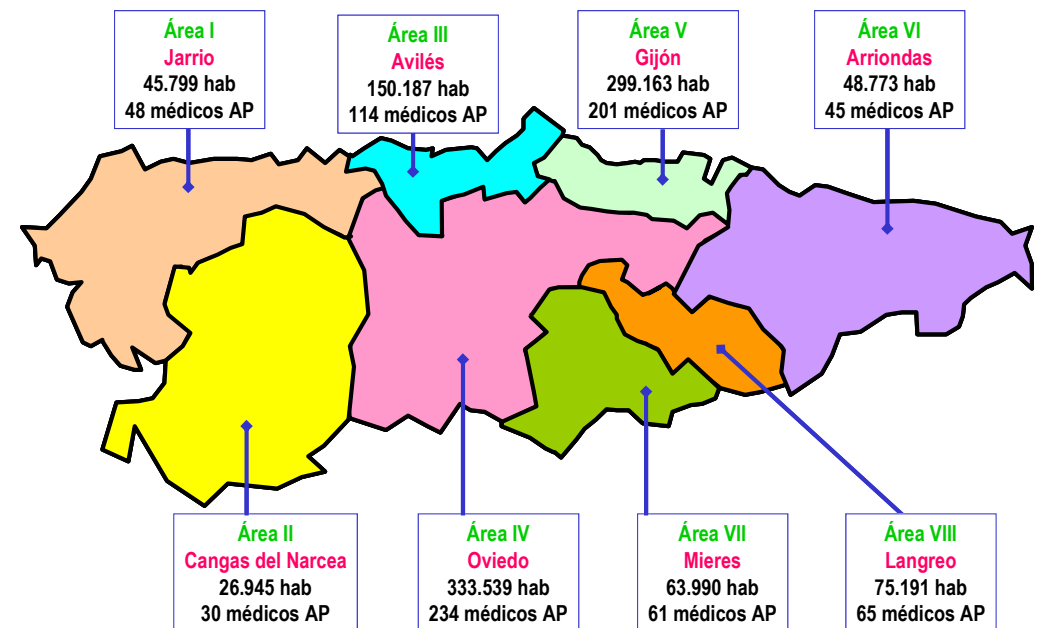 Área I
Jarrio
45.799 hab
48 médicos AP
Área III
Avilés
150.187 hab
114 médicos AP
Área V
Gijón
299.163 hab
201 médicos AP
Área VI
Arriondas
48.773 hab
45 médicos AP
Área II
Cangas del Narcea
26.945 hab
30 médicos AP
Área IV
Oviedo
333.539 hab
234 médicos AP
Área VII
Mieres
63.990 hab
61 médicos AP
Área VIII
Langreo
75.191 hab
65 médicos AP